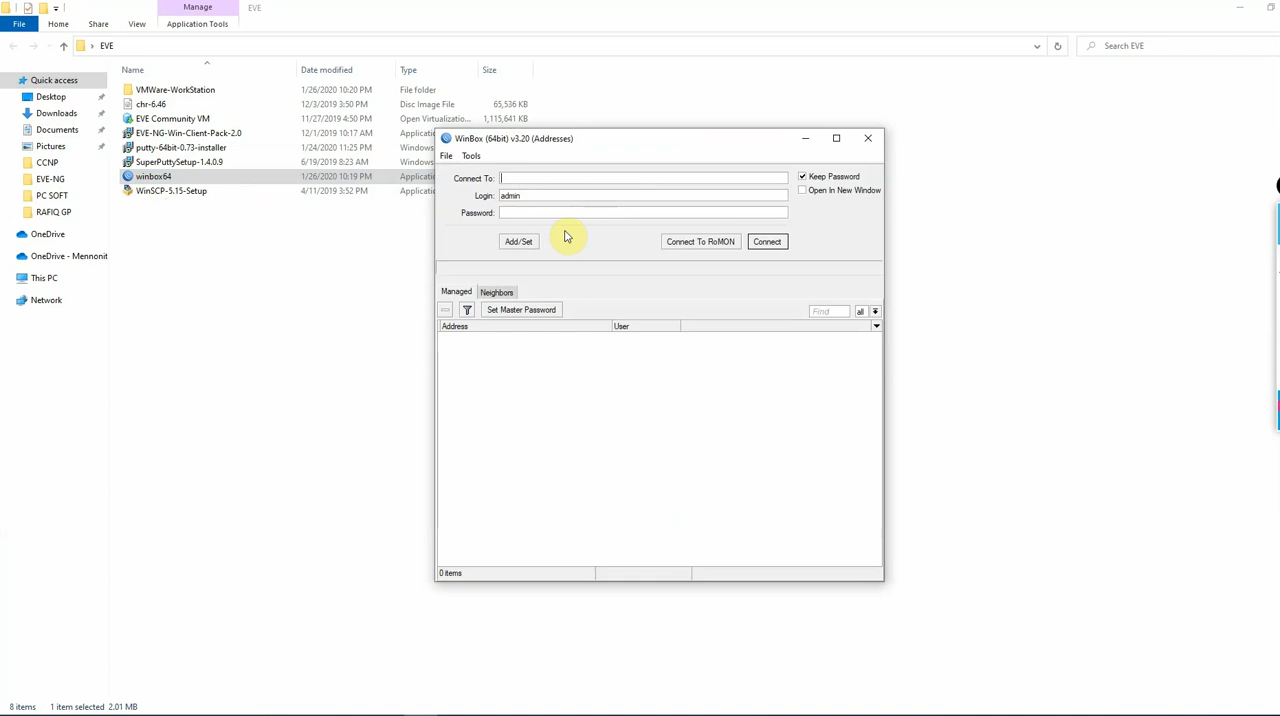 Manage
EVE
File
Home
Share
View
Application Tools
EVE
Search EVE
Name
Date modified
Type
Size
Quick access
Desktop
Downloads
Documents
Pictures
CCNP
EVE-NG
PC SOFT
RAFIQ GP
OneDrive
OneDrive - Mennonit
This PC
Network
VMWare-WorkStation 1/26/2020 10:20 PM File folder
chr-6.46 12/3/2019 3:50 PM Disc Image File 65,536 KB
EVE Community VM 11/27/2019 4:50 PM Open Virtualizatio... 1,115,641 KB
EVE-NG-Win-Client-Pack-2.0 12/1/2019 10:17 AM Windows
putty-64bit-0.73-installer 1/24/2020 11:25 PM Windows
SuperPuttySetup-1.4.0.9 6/19/2019 8:23 AM Windows
winbox64 1/26/2020 10:19 PM Applicatio
WinSCP-5.15-Setup 4/11/2019 3:52 PM Applicatio
WinBox (64bit) v3.20 (Addresses)
File Tools
Connect To:
Keep Password
Login: admin
Open In New Window
Password:
Add/Set
Connect To RoMON
Connect
Managed
Neighbors
Set Master Password
Find
all
Address
User
0 items
8 items 1 item selected 2.01 MB